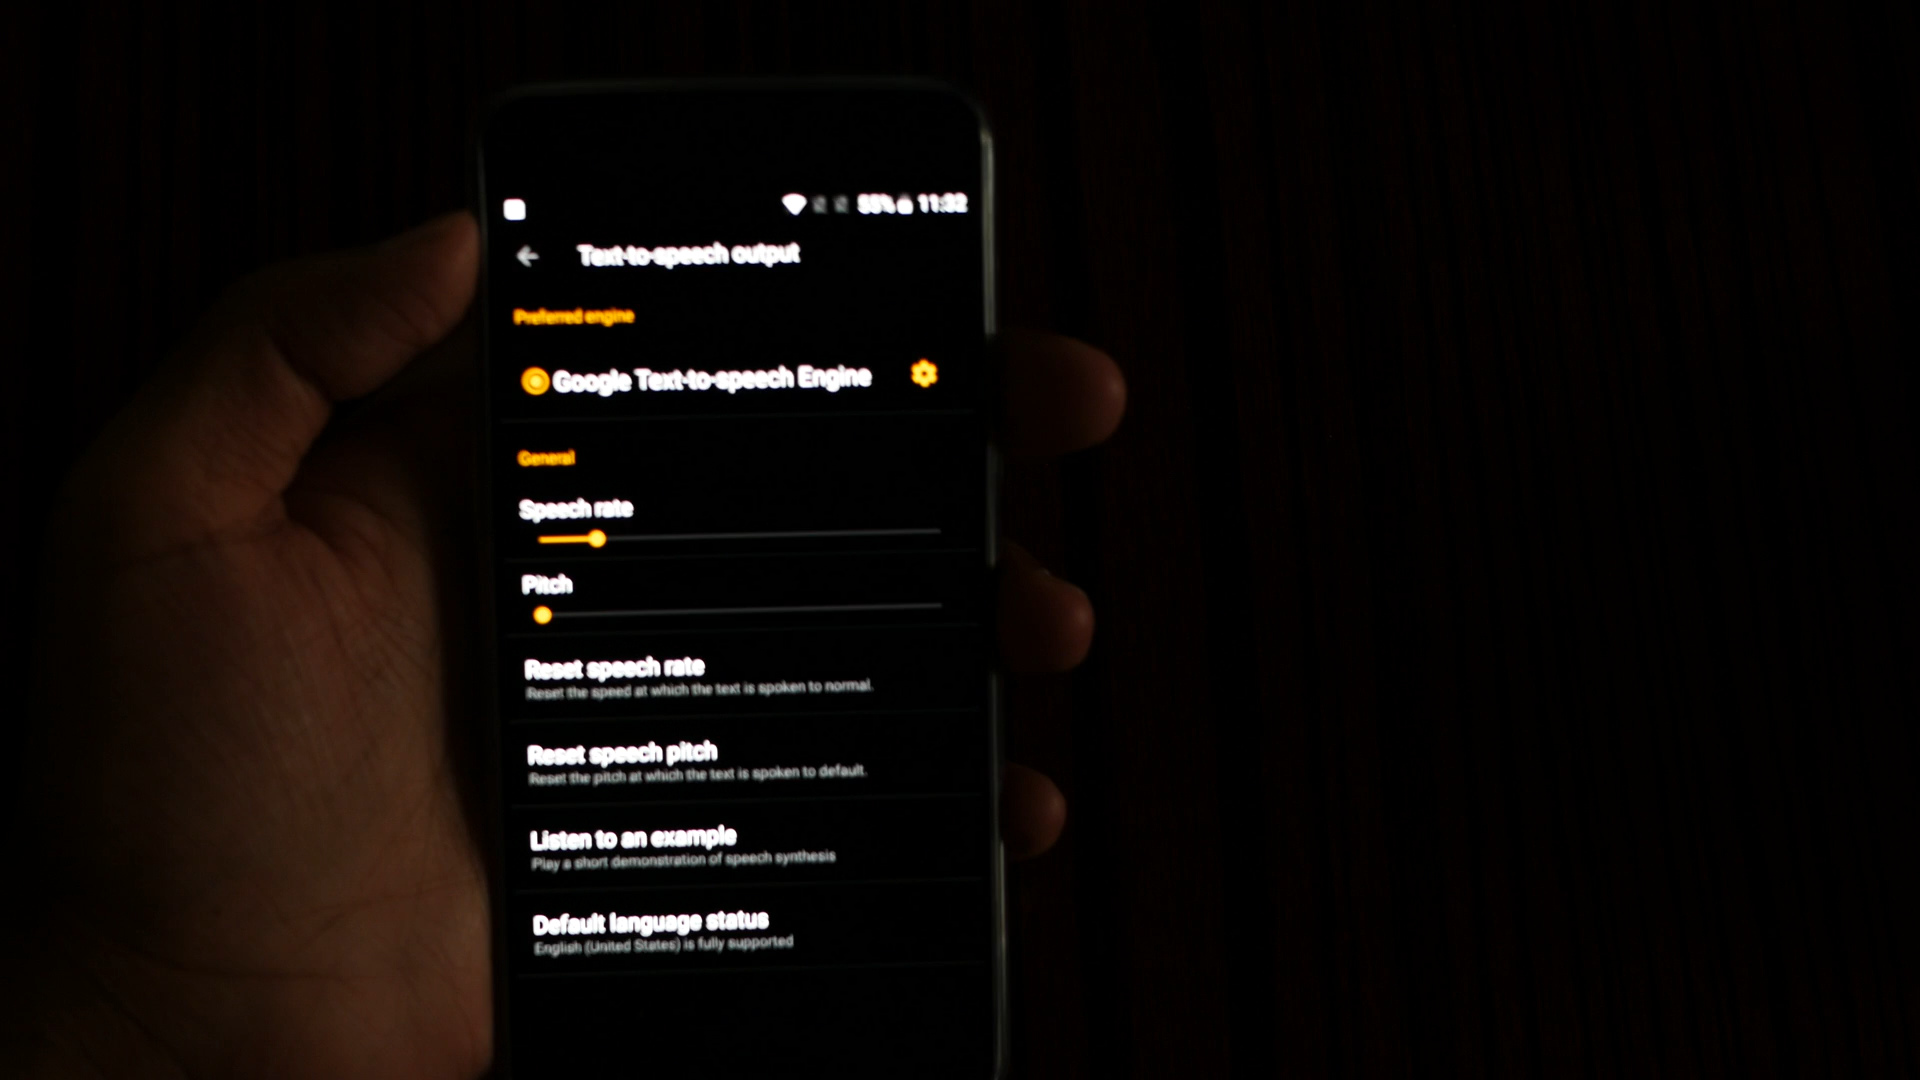 11:32
Text-to-speech output
Preferred engine
Google Text-to-speech Engine
General
Speech rate
Pitch
Reset speech rate
Reset the speed at which the text is spoken to normal.
Reset speech pitch
Reset the pitch at which the text is spoken to default.
Listen to an example
Play a short demonstration of speech synthesis
Default language status
English (United States) is fully supported